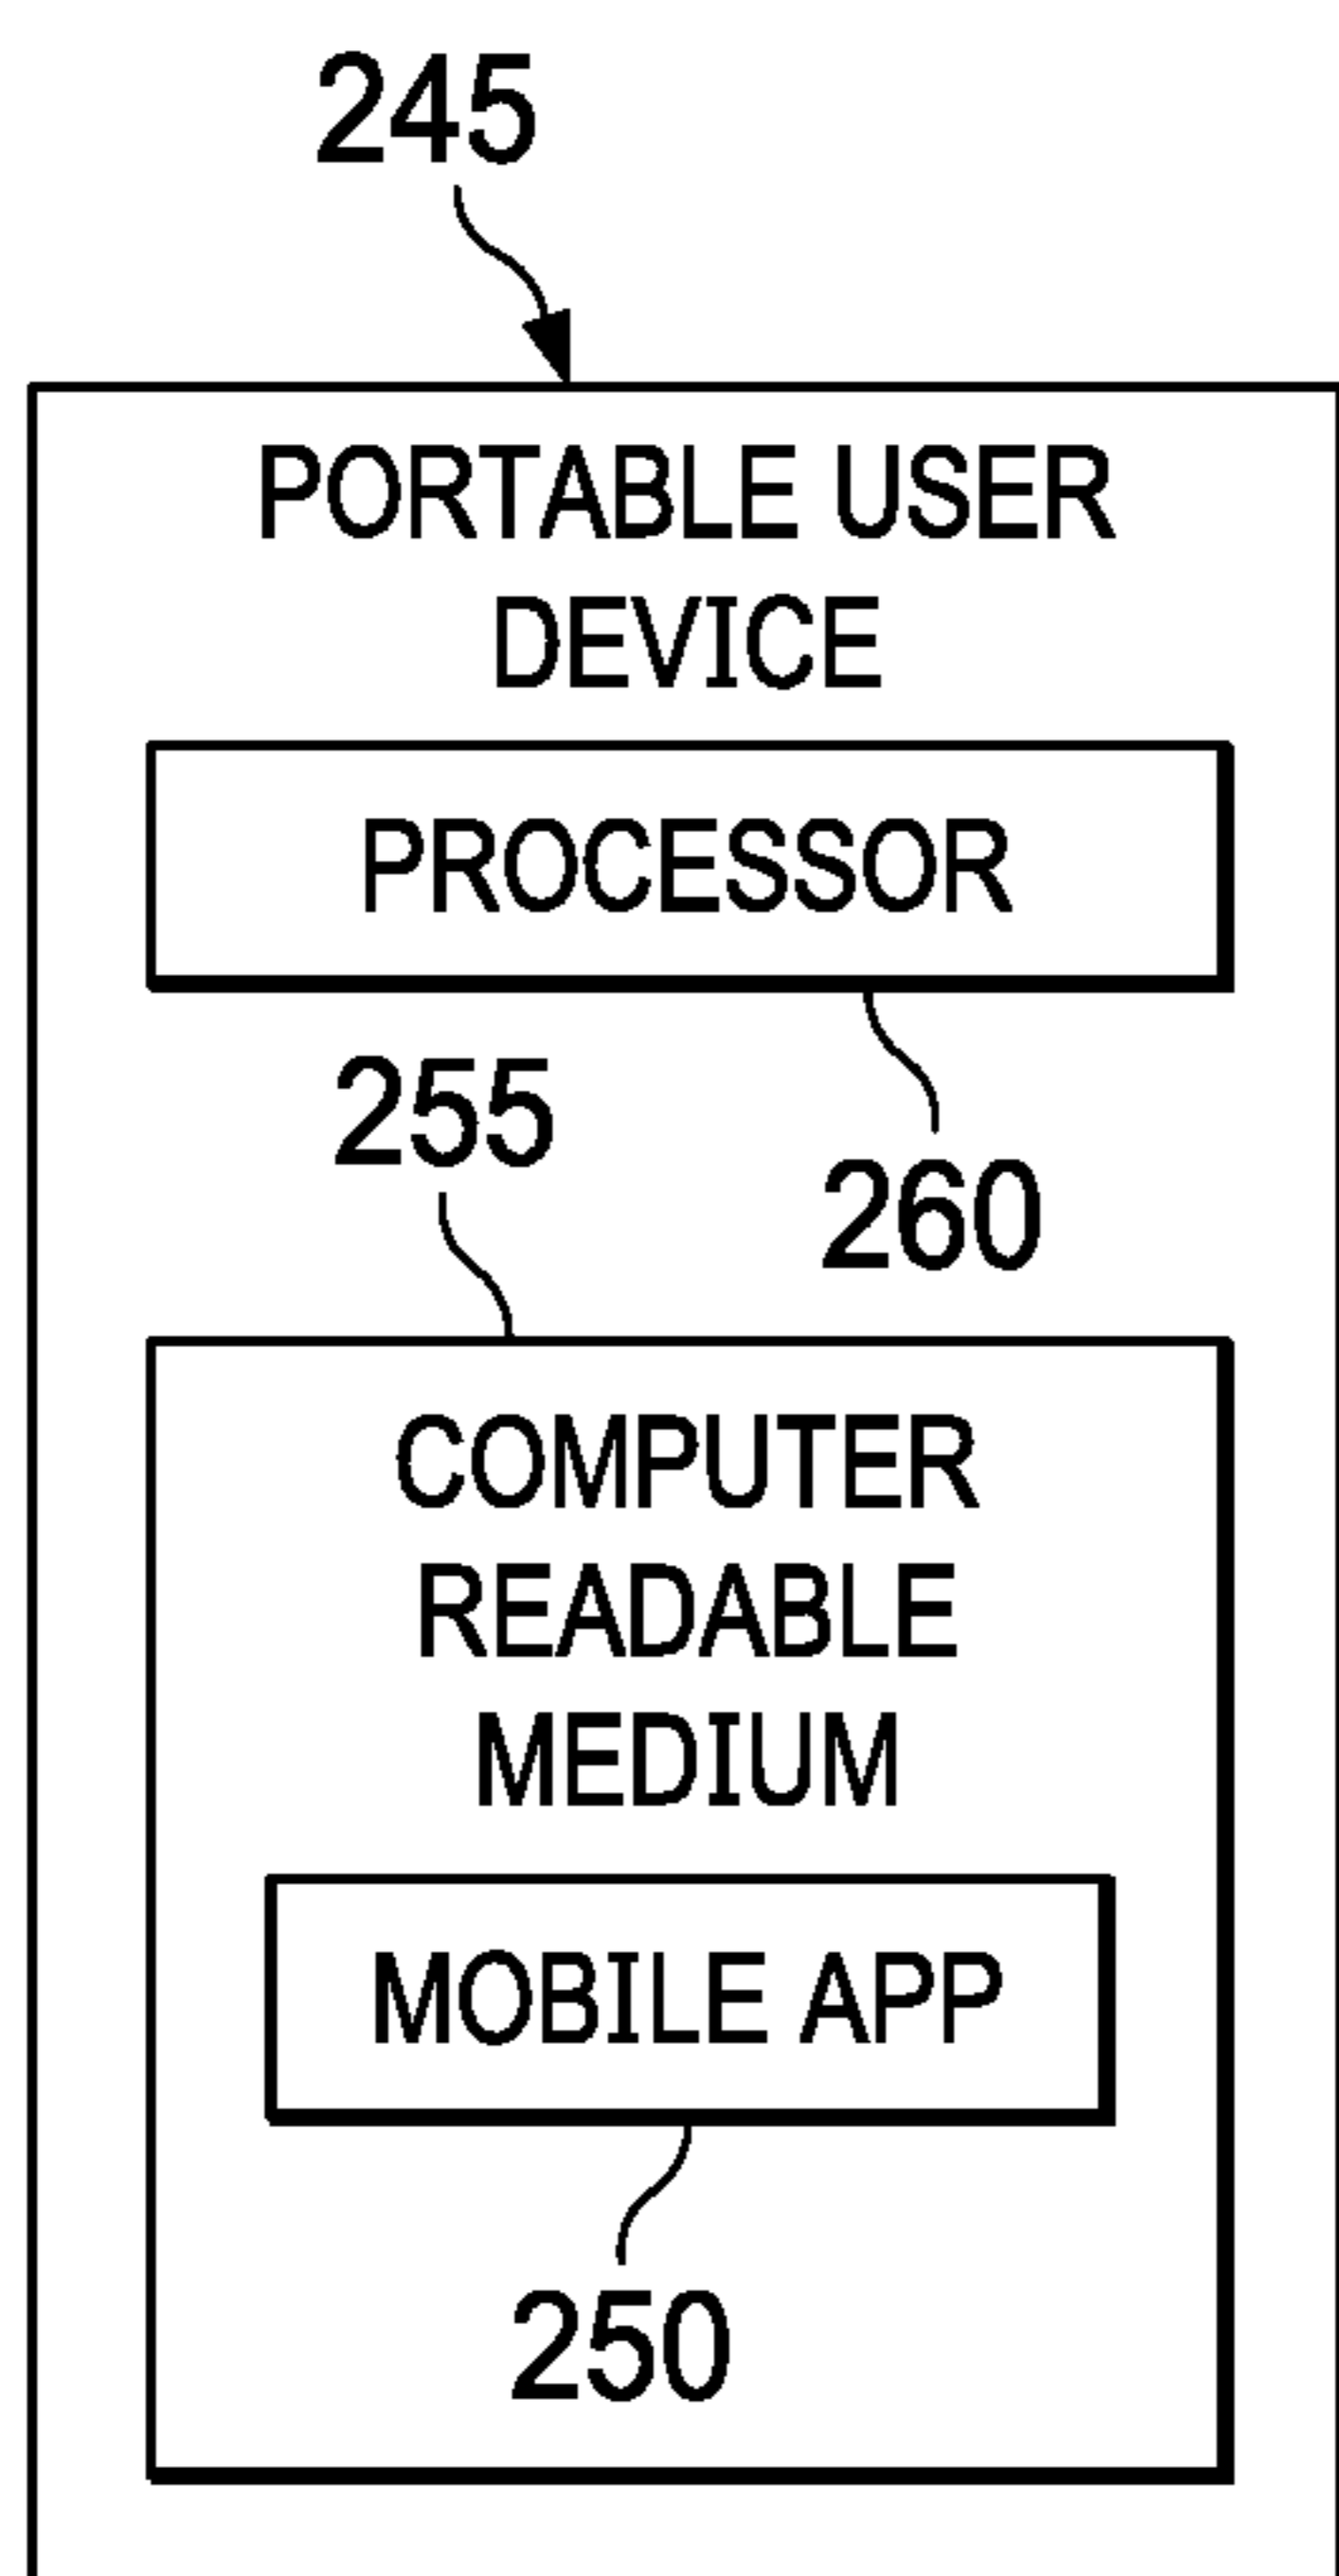 245
PORTABLE USER
DEVICE
PROCESSOR
255
260
COMPUTER
READABLE
MEDIUM
MOBILE APP
250